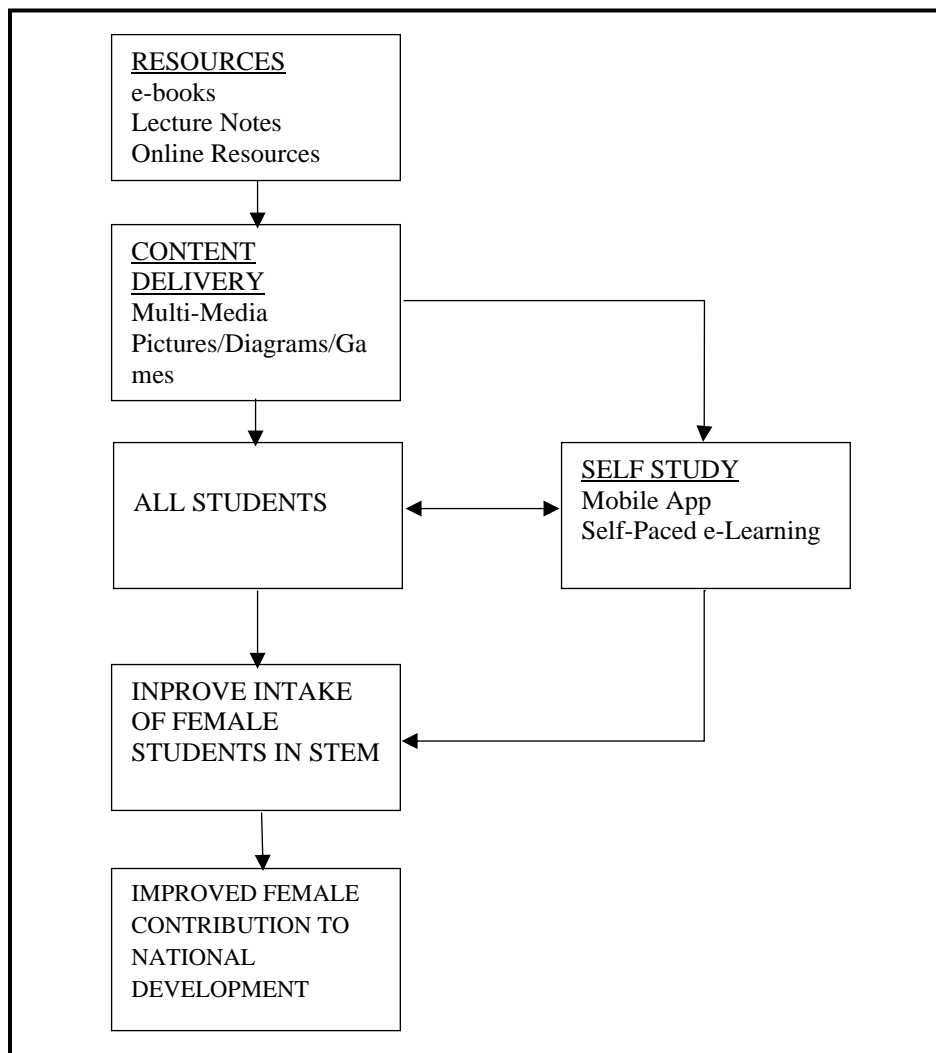 RESOURCES
e-books
Lecture Notes
Online Resources
CONTENT
DELIVERY
Multi-Media
Pictures/Diagrams/Ga
mes
ALL STUDENTS
SELF STUDY
Mobile App
Self-Paced e-Learning
INPROVE INTAKE
OF FEMALE
STUDENTS IN STEM
IMPROVED FEMALE
CONTRIBUTION TO
NATIONAL
DEVELOPMENT